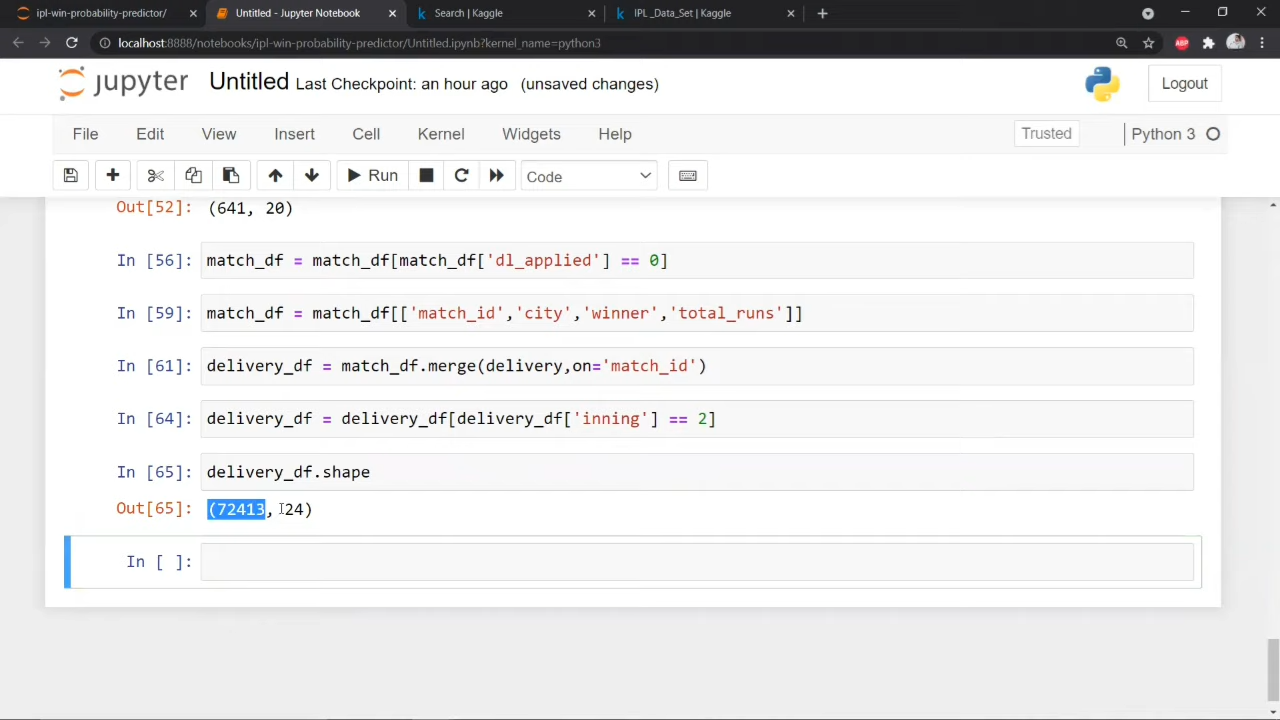 ipl-win-probability-predictor/
Untitled - Jupyter Notebook
Search | Kaggle
IPL _Data_Set | Kaggle
localhost:8888/notebooks/ipl-win-probability-predictor/Untitled.ipynb?kernel_name=python3
ABP
jupyter Untitled Last Checkpoint: an hour ago (unsaved changes)
Logout
File Edit View Insert Cell Kernel Widgets Help
Trusted
Python 3
Run
Code
Out[52]: (641, 20)
In [56]: match_df = match_df[match_df['dl_applied'] == 0]
In [59]: match_df = match_df[['match_id','city','winner','total_runs']]
In [61]: delivery_df = match_df.merge(delivery,on='match_id')
In [64]: delivery_df = delivery_df[delivery_df['inning'] == 2]
In [65]: delivery_df.shape
Out[65]: (72413, 24)
In [ ]: